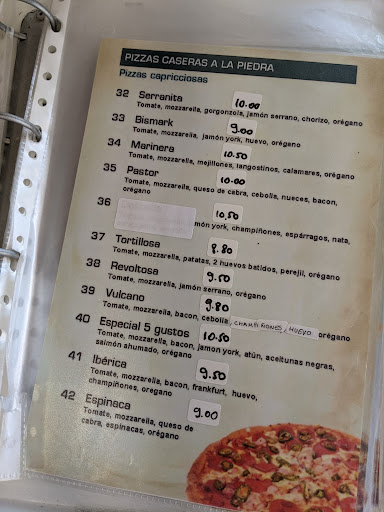 PIZZAS CASERAS A LA PIEDRA
Pizzas capricciosas
32 Serranita 10.00
Tomate, mozzarella, gorgonzola, jamón serrano, chorizo, orégano
33 Bismark 9.00
Tomate, mozzarella, jamón york, huevo, orégano
34 Marinera 10.50
Tomate, mozzarella, mejillones, langostinos, calamares, orégano
35 Pastor 10.00
Tomate, mozzarella, queso de cabra, cebolla, nueces, bacon,
orégano
36 10,50
món york, champiñones, espárragos, nata,
37 Tortillosa 8.80
Tomate, mozzarella, patatas, 2 huevos batidos, perejil, orégano
38 Revoltosa 9.50
Tomate, mozzarella, jamón serrano, orégano
39 Vulcano 9.80
Tomate, mozzarella, bacon, cebolla, CHAMPIÑONES, HUEVO orégano
40 Especial 5 gustos 10.50
Tomate, mozzarella, bacon, jamon york, atún, aceitunas negras,
salmón ahumado, orégano
41 Ibérica 9.50
Tomate, mozzarella, bacon, frankfurt, huevo,
champiñones, oregano
42 Espinaca 9.00
Tomate, mozzarella, queso de
cabra, espinacas, orégano